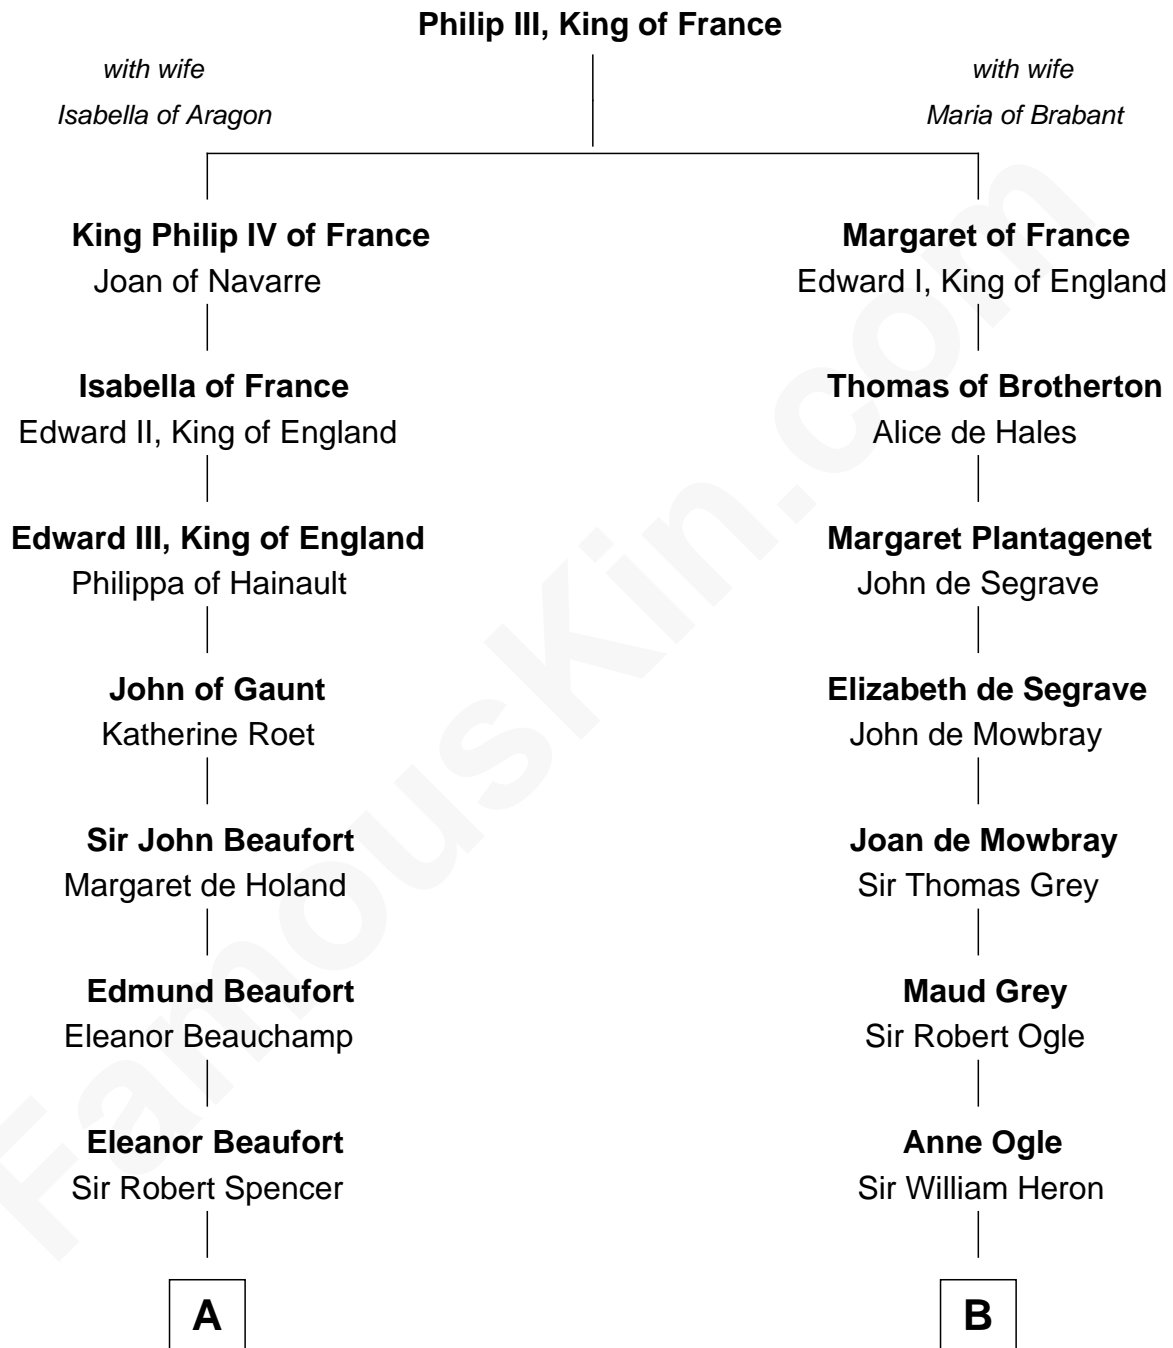 Philip III, King of France
with wife
Isabella of Aragon
with wife
Maria of Brabant
King Philip IV of France
Joan of Navarre
Margaret of France
Edward I, King of England
Isabella of France
Edward II, King of England
Thomas of Brotherton
Alice de Hales
Edward III, King of England
Philippa of Hainault
Margaret Plantagenet
John de Segrave
John of Gaunt
Katherine Roet
Elizabeth de Segrave
John de Mowbray
Sir John Beaufort
Margaret de Holand
Joan de Mowbray
Sir Thomas Grey
Edmund Beaufort
Eleanor Beauchamp
Maud Grey
Sir Robert Ogle
Eleanor Beaufort
Sir Robert Spencer
Anne Ogle
Sir William Heron
A
B
FamousKin.com